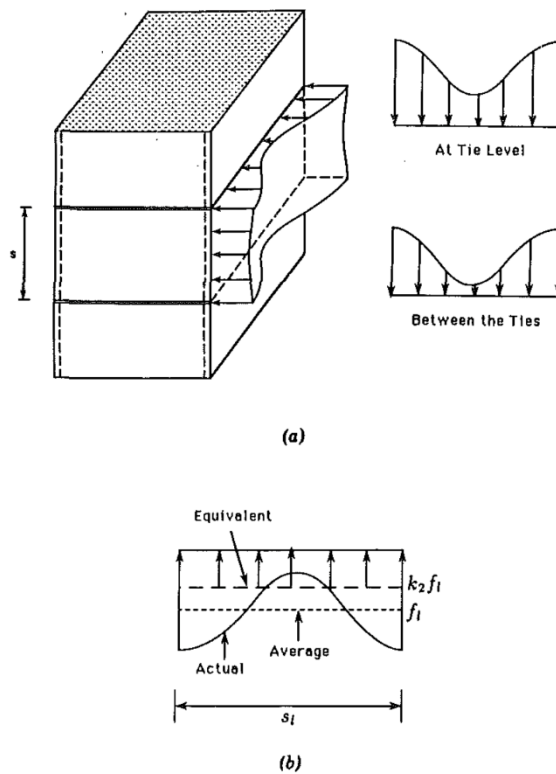 At Tie Level
s
Between the Ties
(a)
Equivalent
k₂fₗ
fₗ
Average
Actual
sₗ
(b)